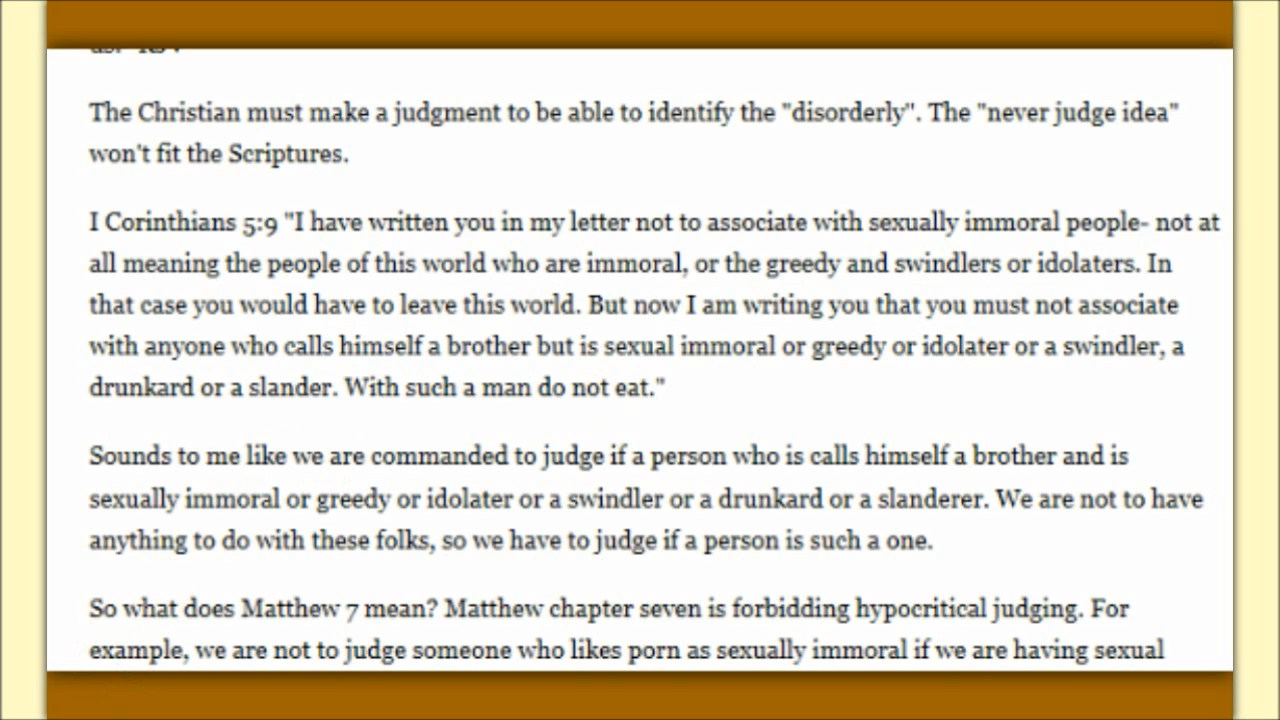 The Christian must make a judgment to be able to identify the "disorderly". The "never judge idea"
won't fit the Scriptures.
I Corinthians 5:9 "I have written you in my letter not to associate with sexually immoral people- not at
all meaning the people of this world who are immoral, or the greedy and swindlers or idolaters. In
that case you would have to leave this world. But now I am writing you that you must not associate
with anyone who calls himself a brother but is sexual immoral or greedy or idolater or a swindler, a
drunkard or a slander. With such a man do not eat."
Sounds to me like we are commanded to judge if a person who is calls himself a brother and is
sexually immoral or greedy or idolater or a swindler or a drunkard or a slanderer. We are not to have
anything to do with these folks, so we have to judge if a person is such a one.
So what does Matthew 7 mean? Matthew chapter seven is forbidding hypocritical judging. For
example, we are not to judge someone who likes porn as sexually immoral if we are having sexual